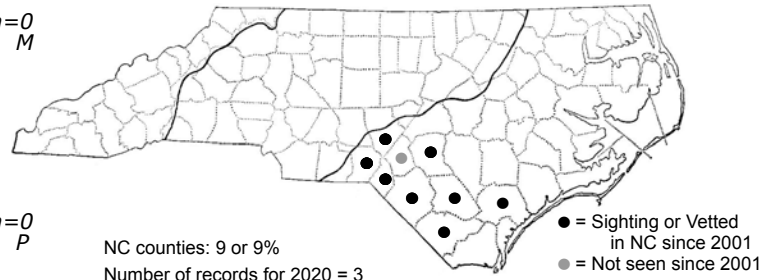 n=0
M
n=0
P
NC counties: 9 or 9%
Number of records for 2020 = 3
= Sighting or Vetted
in NC since 2001
= Not seen since 2001